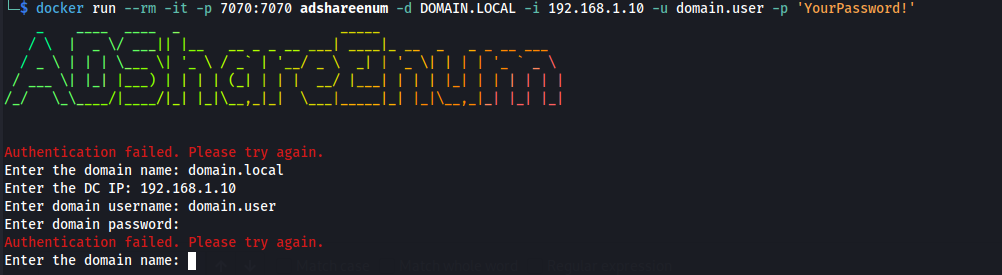 └─$ docker run --rm -it -p 7070:7070 adshareenum -d DOMAIN.LOCAL -i 192.168.1.10 -u domain.user -p 'YourPassword!'
ADShareEnum
Authentication failed. Please try again.
Enter the domain name: domain.local
Enter the DC IP: 192.168.1.10
Enter domain username: domain.user
Enter domain password:
Authentication failed. Please try again.
Enter the domain name: